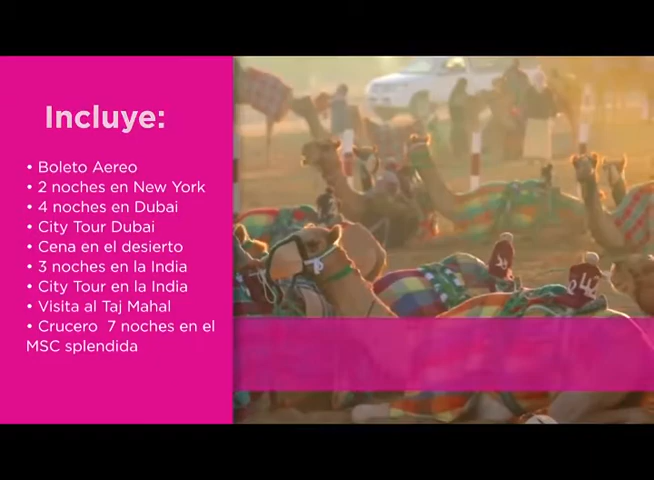 Incluye:
• Boleto Aereo
• 2 noches en New York
• 4 noches en Dubai
• City Tour Dubai
• Cena en el desierto
• 3 noches en la India
• City Tour en la India
• Visita al Taj Mahal
• Crucero 7 noches en el
MSC splendida